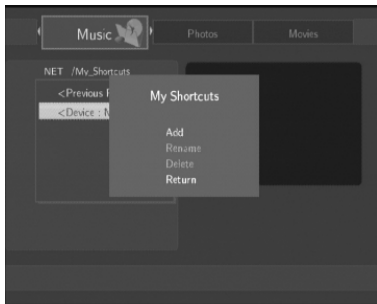 Music Photos Movies
NET /My_Shortcuts
<Previous
<Device :
My Shortcuts
Add
Rename
Delete
Return